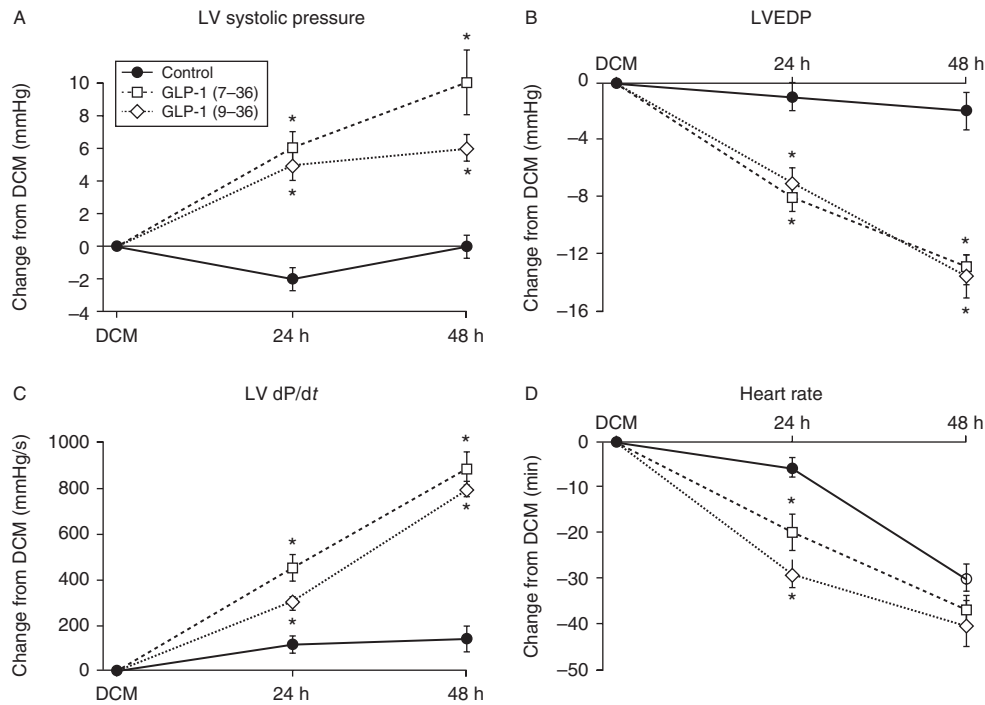 A
LV systolic pressure
Change from DCM (mmHg)
10
8
6
4
2
0
–2
–4
Control
GLP-1 (7–36)
GLP-1 (9–36)
*
*
*
*
DCM
24 h
48 h
B
LVEDP
DCM
24 h
48 h
Change from DCM (mmHg)
0
–4
–8
–12
–16
*
*
*
*
C
LV dP/dt
Change from DCM (mmHg/s)
1000
800
600
400
200
0
*
*
*
*
DCM
24 h
48 h
D
Heart rate
DCM
24 h
48 h
Change from DCM (min)
0
–10
–20
–30
–40
–50
*
*